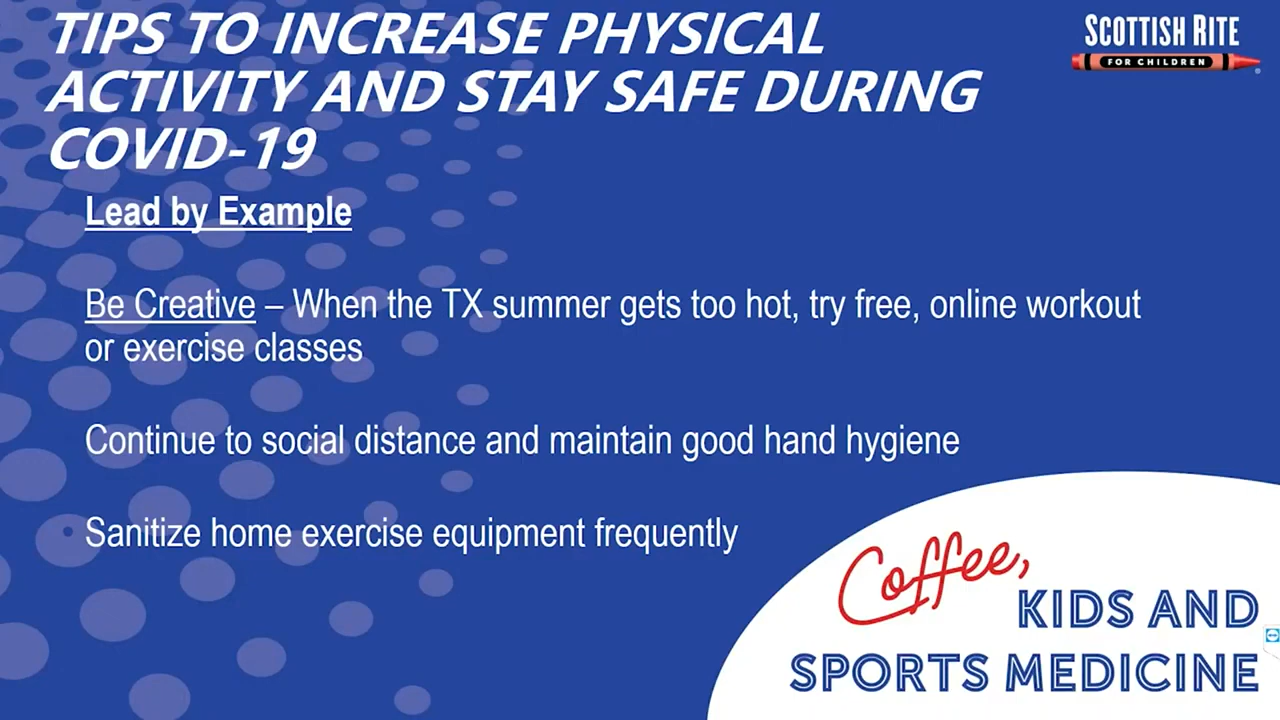 TIPS TO INCREASE PHYSICAL
ACTIVITY AND STAY SAFE DURING
COVID-19
SCOTTISH RITE
FOR CHILDREN
Lead by Example
Be Creative – When the TX summer gets too hot, try free, online workout
or exercise classes
Continue to social distance and maintain good hand hygiene
• Sanitize home exercise equipment frequently
Coffee,
KIDS AND
SPORTS MEDICINE